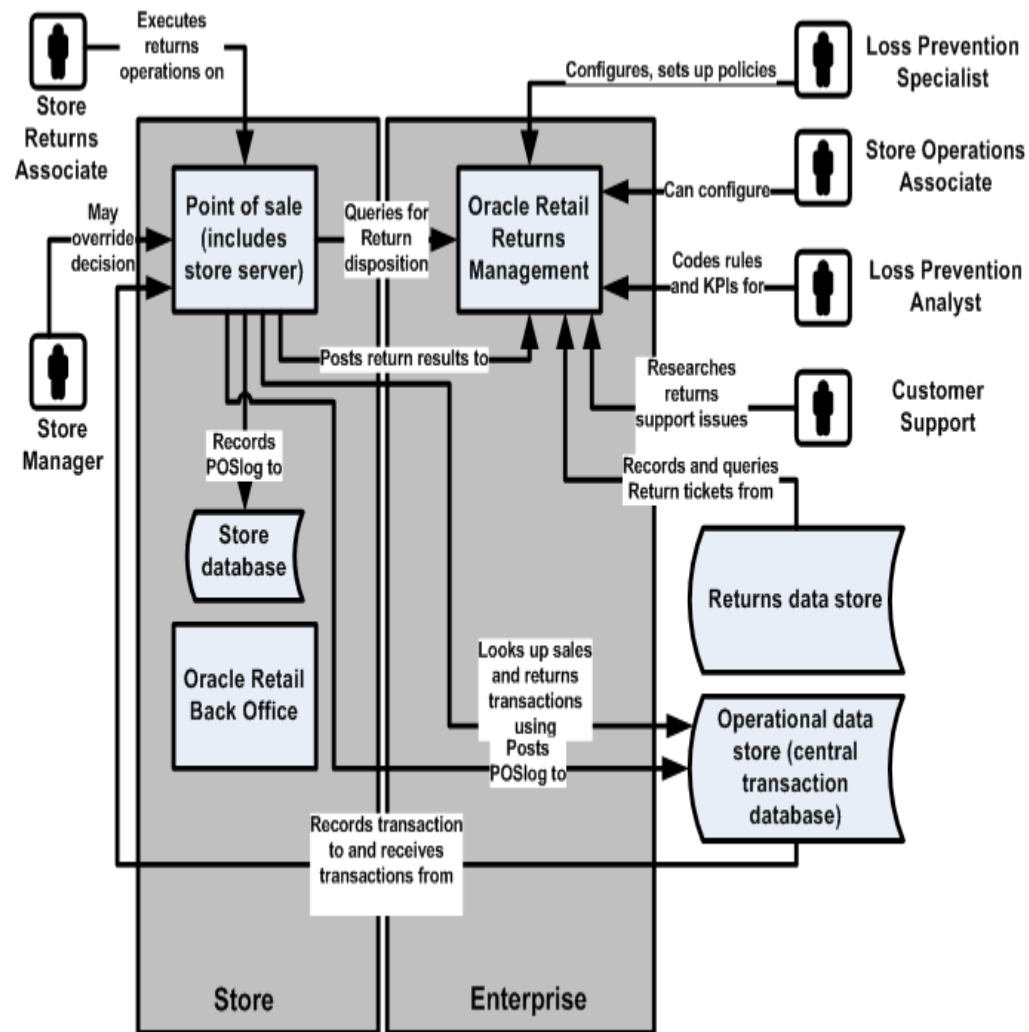 Executes
returns
operations on
Store
Returns
Associate
May
override
decision
Store
Manager
Point of sale
(includes
store server)
Queries for
Return
disposition
Oracle Retail
Returns
Management
Configures, sets up policies
Loss Prevention
Specialist
Can configure
Store Operations
Associate
Codes rules
and KPIs for
Loss Prevention
Analyst
Posts return results to
Researches
returns
support issues
Customer
Support
Records
POSlog to
Records and queries
Return tickets from
Store
database
Returns data store
Oracle Retail
Back Office
Looks up sales
and returns
transactions
using
Posts
POSlog to
Operational data
store (central
transaction
database)
Records transaction
to and receives
transactions from
Store
Enterprise